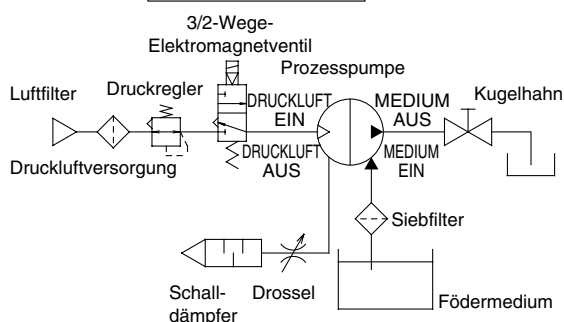 3/2-Wege-
Elektromagnetventil
Prozesspumpe
Luftfilter
Druckregler
DRUCKLUFT
EIN
MEDIUM
AUS
Kugelhahn
Druckluftversorgung
DRUCKLUFT
AUS
MEDIUM
EIN
Siebfilter
Schall-
dämpfer
Drossel
Födermedium